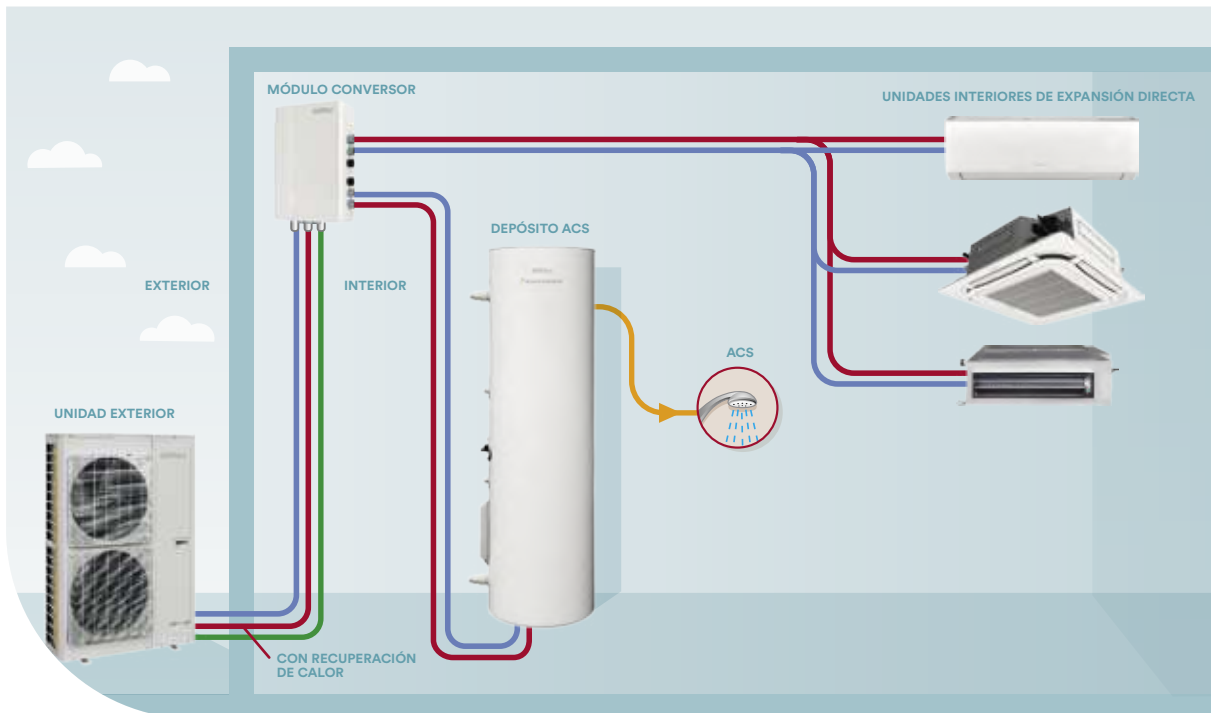 MÓDULO CONVERSOR
UNIDADES INTERIORES DE EXPANSIÓN DIRECTA
DEPÓSITO ACS
EXTERIOR
INTERIOR
ACS
UNIDAD EXTERIOR
CON RECUPERACIÓN
DE CALOR